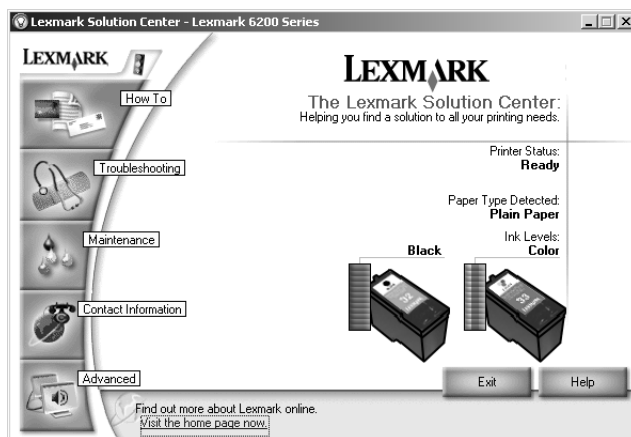 Lexmark Solution Center - Lexmark 6200 Series
LEXMARK
How To
Troubleshooting
Maintenance
Contact Information
Advanced
LEXMARK
The Lexmark Solution Center:
Helping you find a solution to all your printing needs.
Printer Status:
Ready
Paper Type Detected:
Plain Paper
Ink Levels:
Black
Color
32
33
Exit
Help
Find out more about Lexmark online.
Visit the home page now.